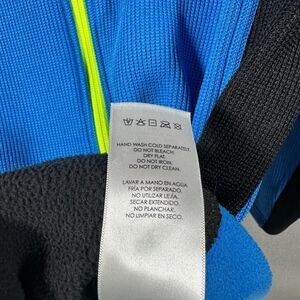 HAND WASH COLD SEPARATELY.
DO NOT BLEACH.
DRY FLAT.
DO NOT IRON.
DO NOT DRY CLEAN.
LAVAR A MANO EN AGUA
FRÍA POR SEPARADO.
NO UTILIZAR LEJÍA.
SECAR EXTENDIDO.
NO PLANCHAR.
NO LIMPIAR EN SECO.